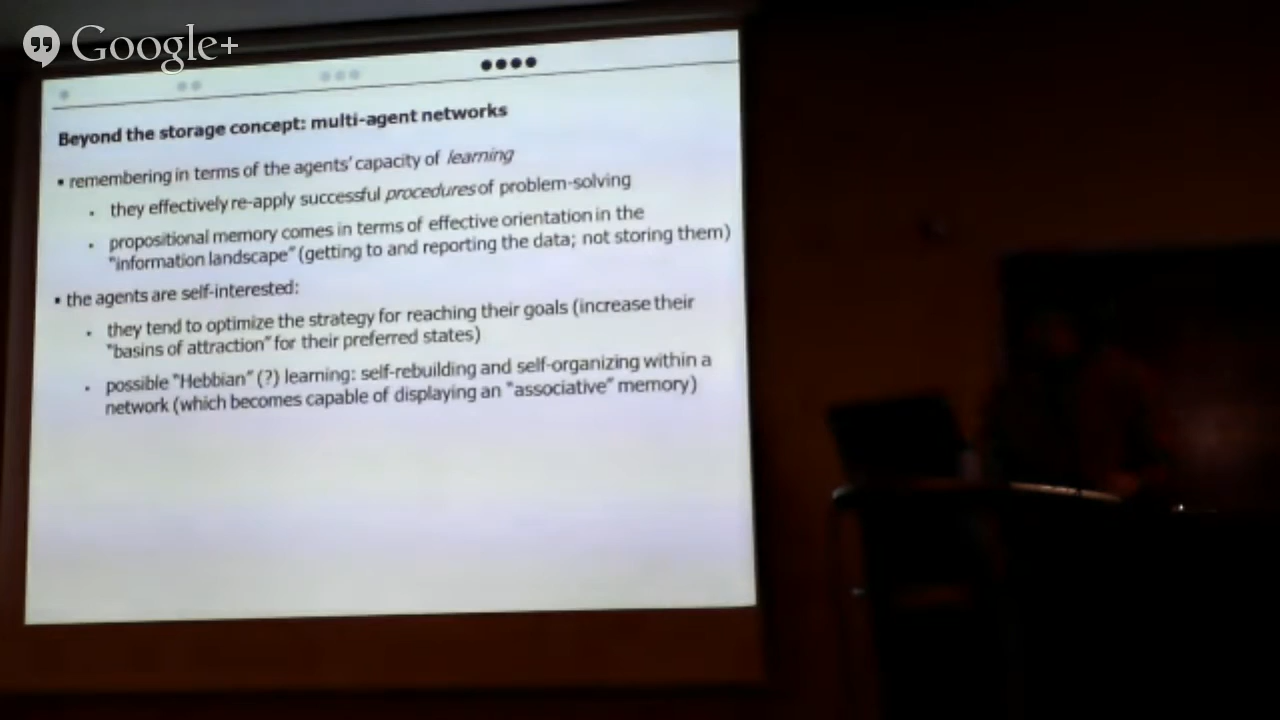 Google+
Beyond the storage concept: multi-agent networks
▪ remembering in terms of the agents' capacity of learning
• they effectively re-apply successful procedures of problem-solving
• propositional memory comes in terms of effective orientation in the
"information landscape" (getting to and reporting the data; not storing them)
▪ the agents are self-interested:
• they tend to optimize the strategy for reaching their goals (increase their
"basins of attraction" for their preferred states)
• possible "Hebbian" (?) learning: self-rebuilding and self-organizing within a
network (which becomes capable of displaying an "associative" memory)